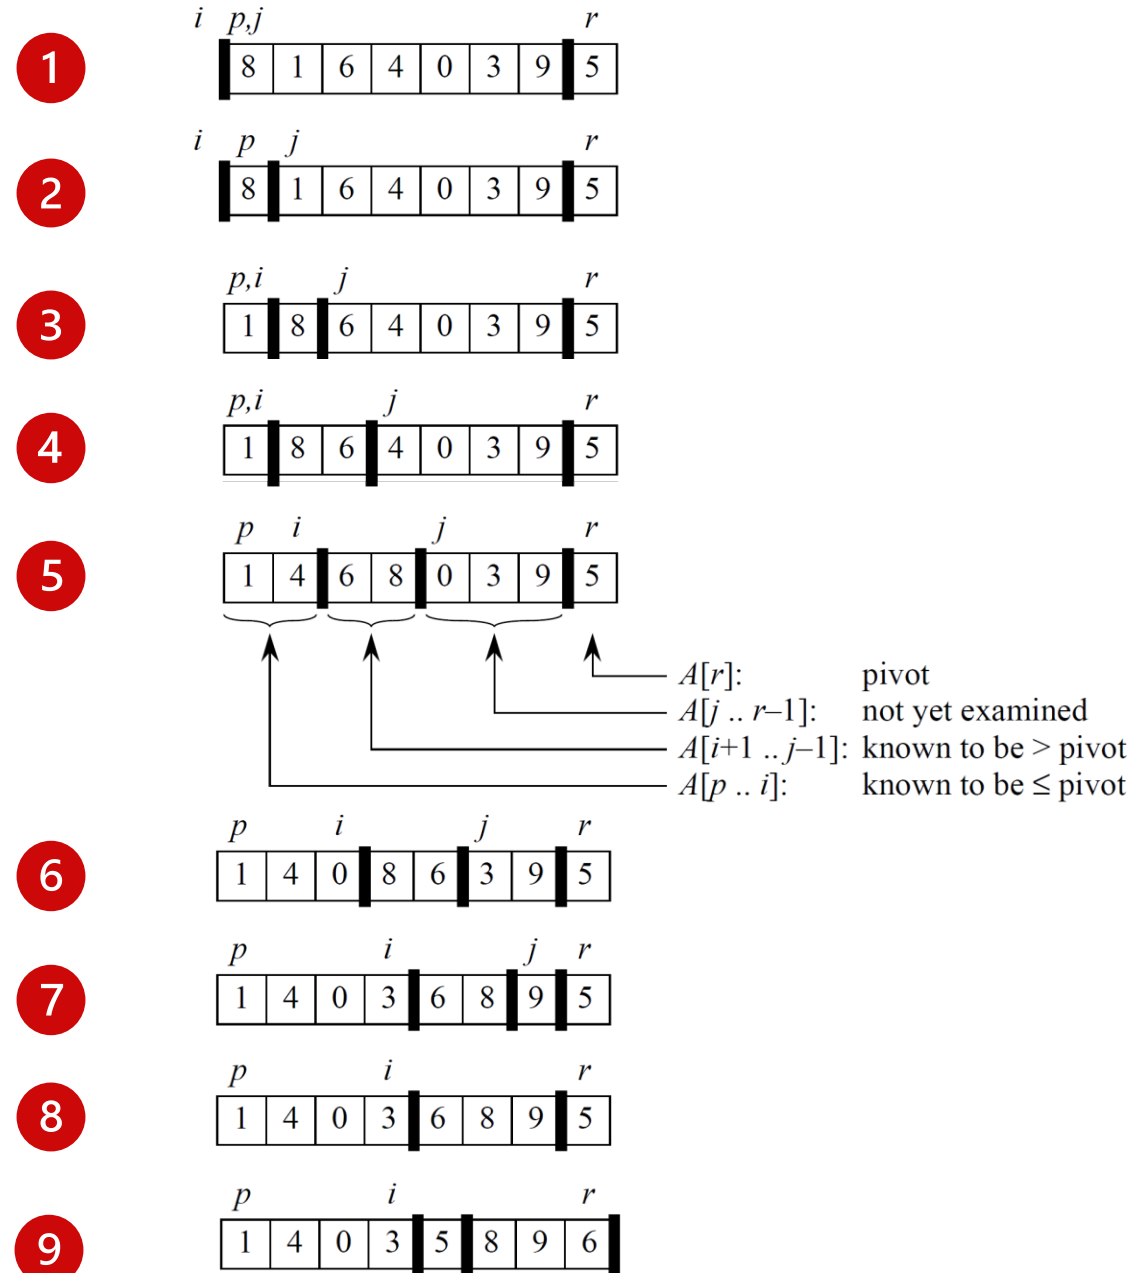 i p,j r
1 8 1 6 4 0 3 9 5
i p j r
2 8 1 6 4 0 3 9 5
p,i j r
3 1 8 6 4 0 3 9 5
p,i j r
4 1 8 6 4 0 3 9 5
p i j r
5 1 4 6 8 0 3 9 5
A[r]: pivot
A[j .. r–1]: not yet examined
A[i+1 .. j–1]: known to be > pivot
A[p .. i]: known to be ≤ pivot
p i j r
6 1 4 0 8 6 3 9 5
p i j r
7 1 4 0 3 6 8 9 5
p i r
8 1 4 0 3 6 8 9 5
p i r
9 1 4 0 3 5 8 9 6